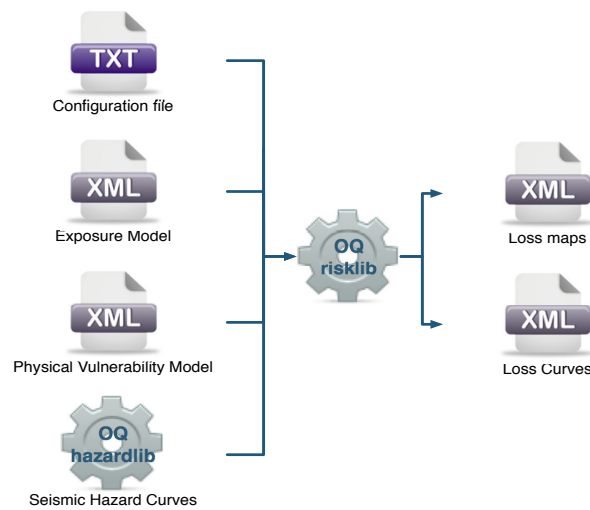 TXT
Configuration file
XML
Exposure Model
XML
Physical Vulnerability Model
OQ
hazardlib
Seismic Hazard Curves
OQ
risklib
XML
Loss maps
XML
Loss Curves